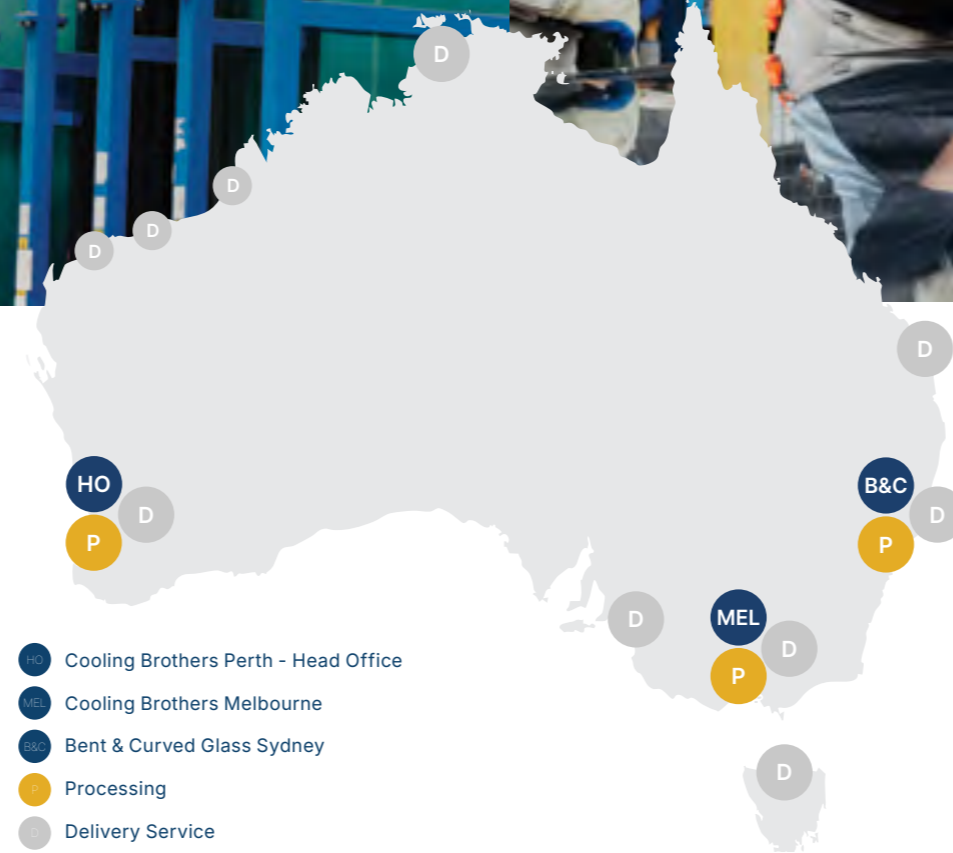 D
D
D
D
D
HO
B&C
D
D
P
P
MEL
D
D
P
D
HO Cooling Brothers Perth - Head Office
MEL Cooling Brothers Melbourne
B&C Bent & Curved Glass Sydney
P Processing
D Delivery Service